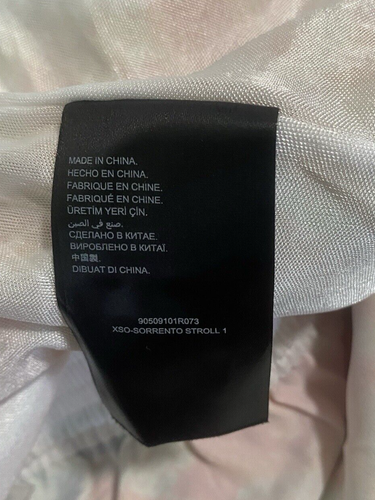 MADE IN CHINA.
HECHO EN CHINA.
FABRIQUE EN CHINE.
FABRIQUÉ EN CHINE.
ÜRETİM YERİ ÇİN.
صنع في الصين.
СДЕЛАНО В КИТАЕ.
ВИРОБЛЕНО В КИТАЇ.
中国製。
DIBUAT DI CHINA.
90509101R073
XSO-SORRENTO STROLL 1